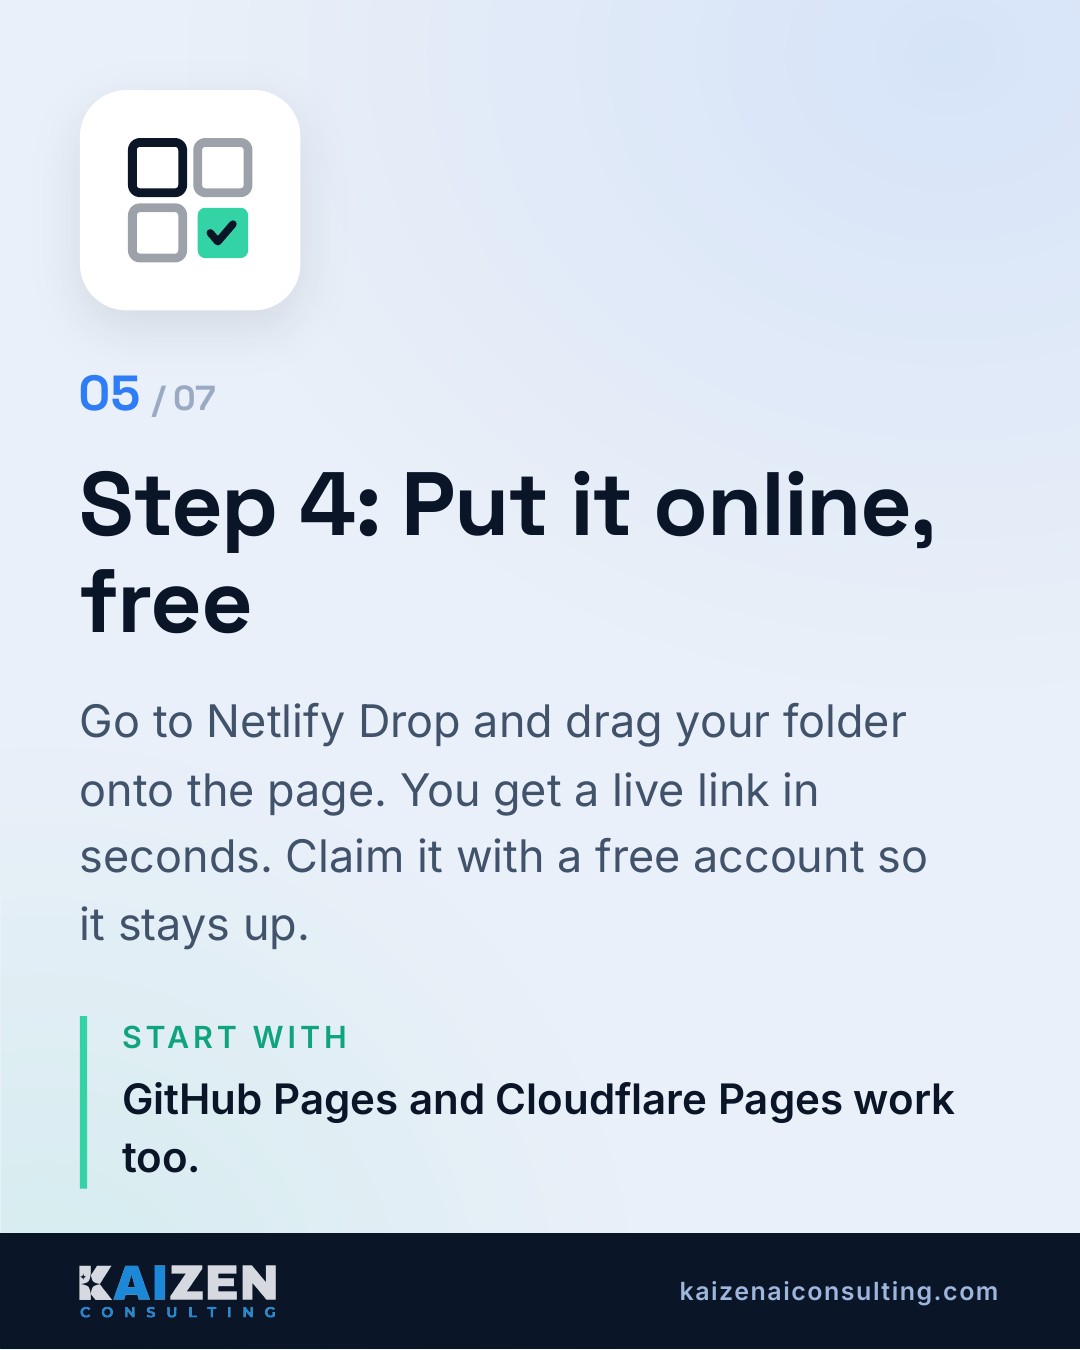 05 / 07
Step 4: Put it online,
free
Go to Netlify Drop and drag your folder
onto the page. You get a live link in
seconds. Claim it with a free account so
it stays up.
START WITH
GitHub Pages and Cloudflare Pages work
too.
KAIZEN
CONSULTING
kaizenaiconsulting.com